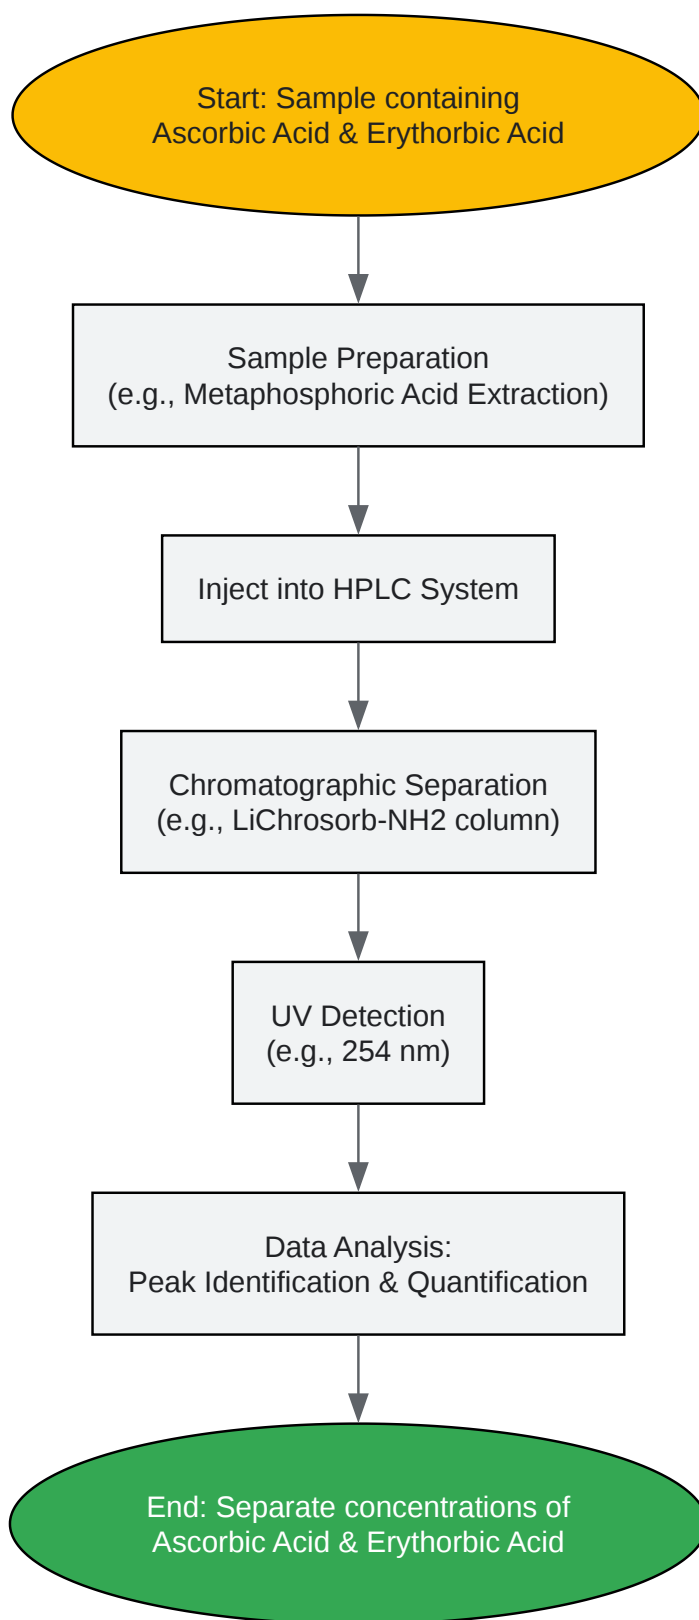 Start: Sample containing
Ascorbic Acid & Erythorbic Acid
Sample Preparation
(e.g., Metaphosphoric Acid Extraction)
Inject into HPLC System
Chromatographic Separation
(e.g., LiChrosorb-NH2 column)
UV Detection
(e.g., 254 nm)
Data Analysis:
Peak Identification & Quantification
End: Separate concentrations of
Ascorbic Acid & Erythorbic Acid